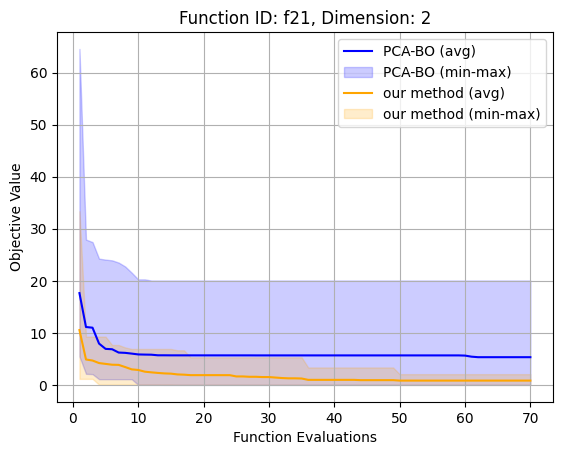 Function ID: f21, Dimension: 2
PCA-BO (avg)
PCA-BO (min-max)
our method (avg)
our method (min-max)
Objective Value
60
50
40
30
20
10
0
0 10 20 30 40 50 60 70
Function Evaluations